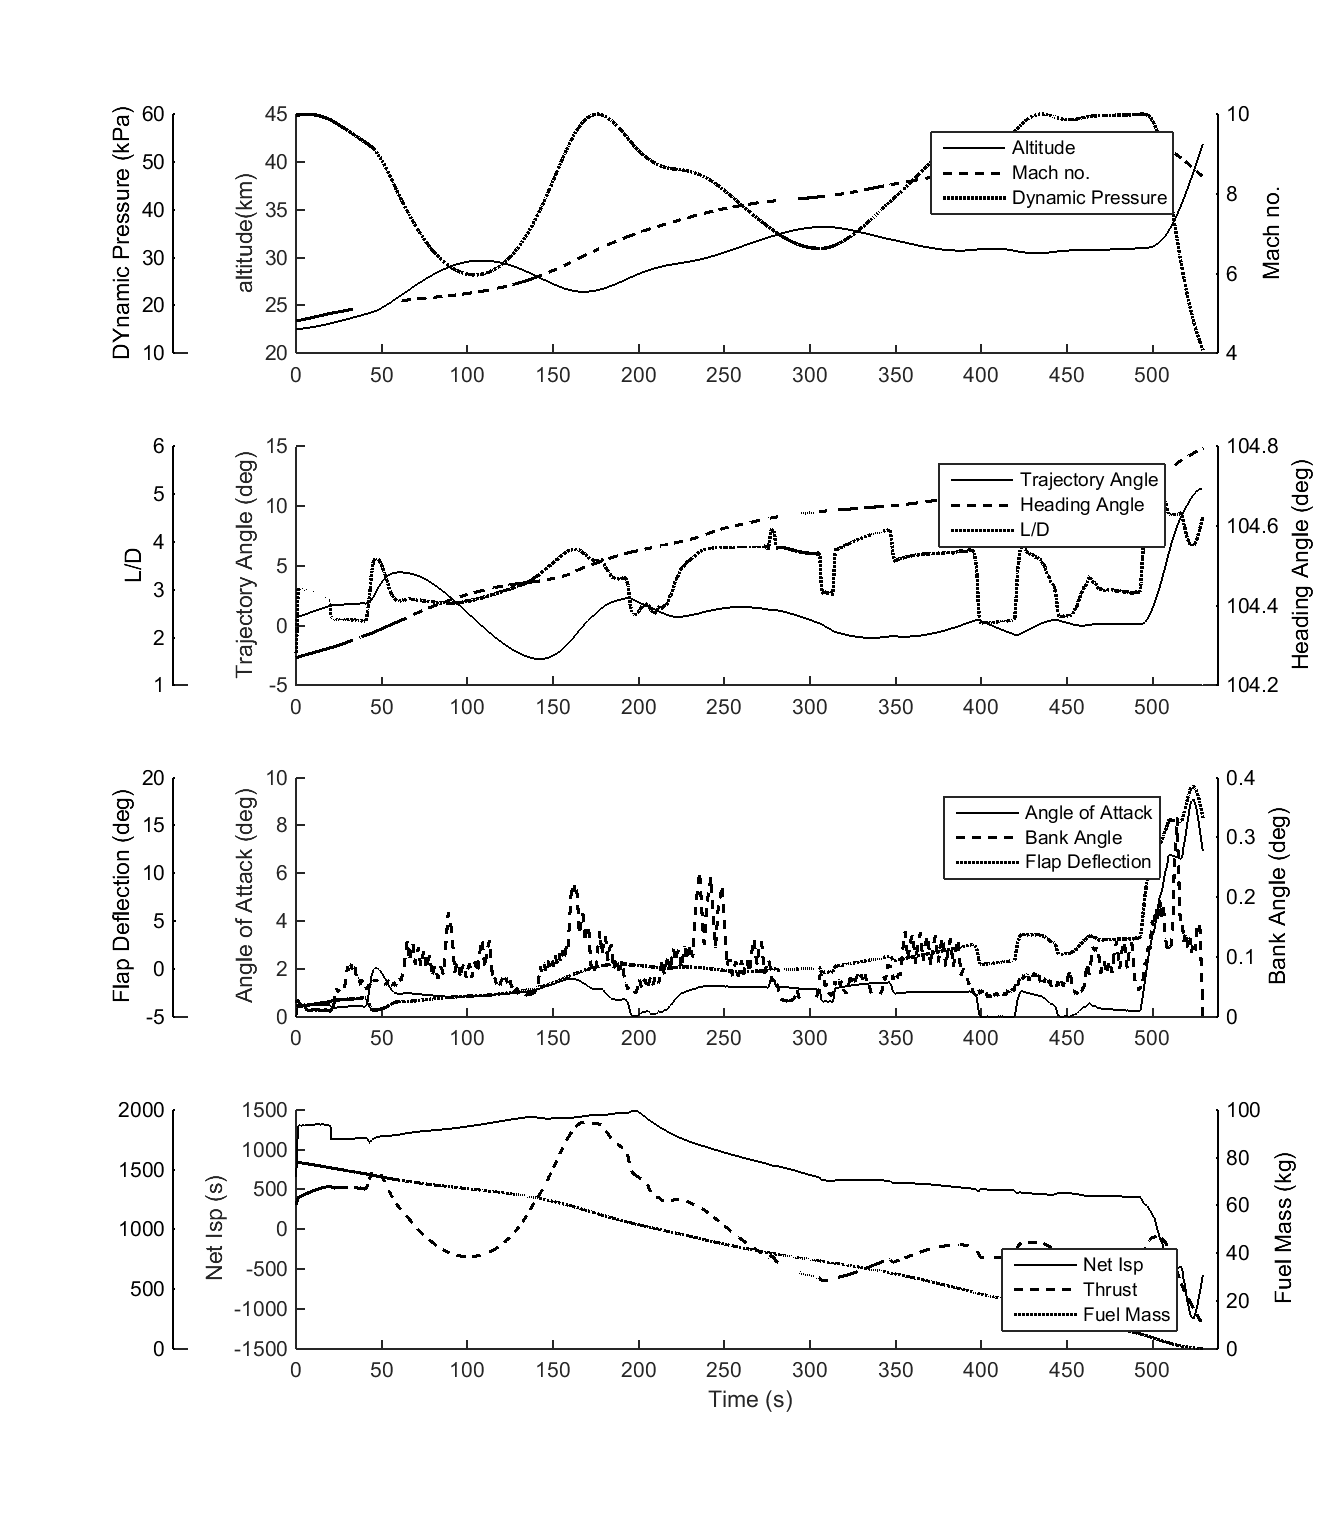 DYnamic Pressure (kPa)
60
50
40
30
20
10
altitude(km)
45
40
35
30
25
20
Altitude
Mach no.
Dynamic Pressure
10
8
6
4
Mach no.
0 50 100 150 200 250 300 350 400 450 500
L/D
6
5
4
3
2
1
Trajectory Angle (deg)
15
10
5
0
-5
Trajectory Angle
Heading Angle
L/D
104.8
104.6
104.4
104.2
Heading Angle (deg)
0 50 100 150 200 250 300 350 400 450 500
Flap Deflection (deg)
20
15
10
5
0
-5
Angle of Attack (deg)
10
8
6
4
2
0
Angle of Attack
Bank Angle
Flap Deflection
0.4
0.3
0.2
0.1
0
Bank Angle (deg)
0 50 100 150 200 250 300 350 400 450 500
2000
1500
1000
500
0
Net Isp (s)
1500
1000
500
0
-500
-1000
-1500
Net Isp
Thrust
Fuel Mass
100
80
60
40
20
0
Fuel Mass (kg)
0 50 100 150 200 250 300 350 400 450 500
Time (s)